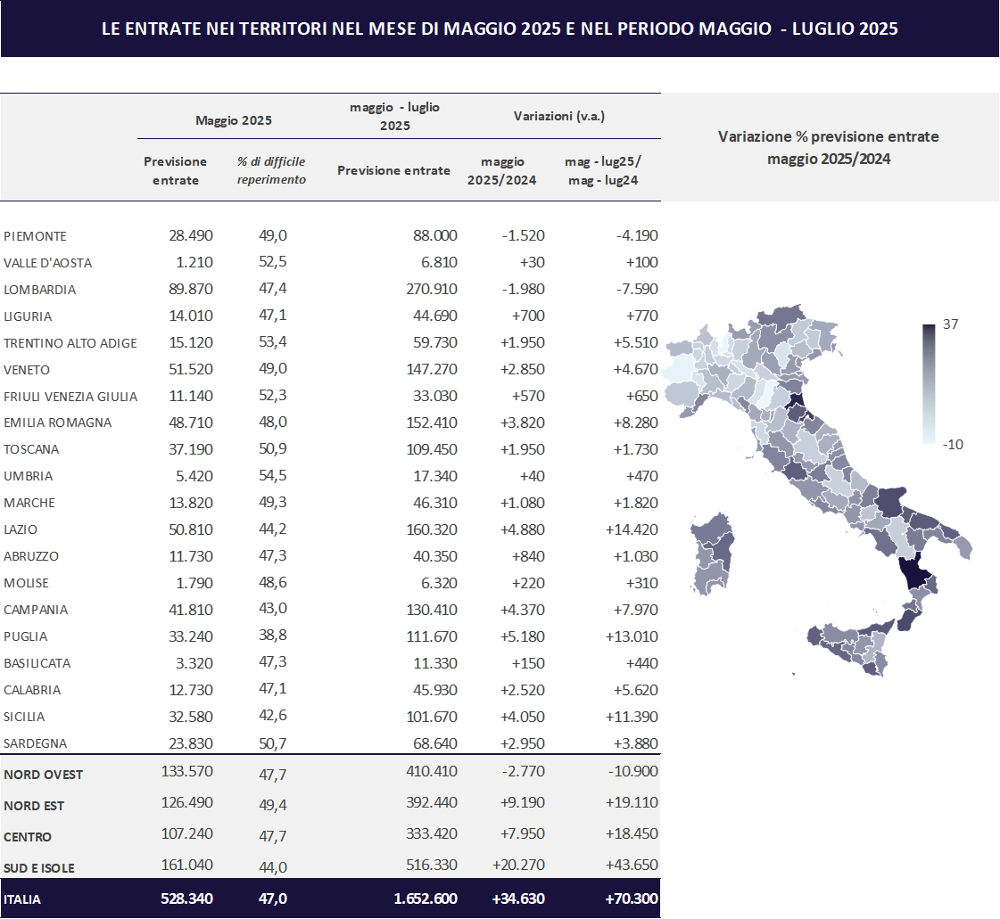 LE ENTRATE NEI TERRITORI NEL MESE DI MAGGIO 2025 E NEL PERIODO MAGGIO - LUGLIO 2025
Maggio 2025 maggio - luglio 2025 Variazioni (v.a.)
Previsione entrate % di difficile reperimento Previsione entrate maggio 2025/2024 mag - lug25/ mag - lug24
Variazione % previsione entrate
maggio 2025/2024
PIEMONTE 28.490 49,0 88.000 -1.520 -4.190
VALLE D'AOSTA 1.210 52,5 6.810 +30 +100
LOMBARDIA 89.870 47,4 270.910 -1.980 -7.590
LIGURIA 14.010 47,1 44.690 +700 +770
TRENTINO ALTO ADIGE 15.120 53,4 59.730 +1.950 +5.510
VENETO 51.520 49,0 147.270 +2.850 +4.670
FRIULI VENEZIA GIULIA 11.140 52,3 33.030 +570 +650
EMILIA ROMAGNA 48.710 48,0 152.410 +3.820 +8.280
TOSCANA 37.190 50,9 109.450 +1.950 +1.730
UMBRIA 5.420 54,5 17.340 +40 +470
MARCHE 13.820 49,3 46.310 +1.080 +1.820
LAZIO 50.810 44,2 160.320 +4.880 +14.420
ABRUZZO 11.730 47,3 40.350 +840 +1.030
MOLISE 1.790 48,6 6.320 +220 +310
CAMPANIA 41.810 43,0 130.410 +4.370 +7.970
PUGLIA 33.240 38,8 111.670 +5.180 +13.010
BASILICATA 3.320 47,3 11.330 +150 +440
CALABRIA 12.730 47,1 45.930 +2.520 +5.620
SICILIA 32.580 42,6 101.670 +4.050 +11.390
SARDEGNA 23.830 50,7 68.640 +2.950 +3.880
NORD OVEST 133.570 47,7 410.410 -2.770 -10.900
NORD EST 126.490 49,4 392.440 +9.190 +19.110
CENTRO 107.240 47,7 333.420 +7.950 +18.450
SUD E ISOLE 161.040 44,0 516.330 +20.270 +43.650
ITALIA 528.340 47,0 1.652.600 +34.630 +70.300
37
-10